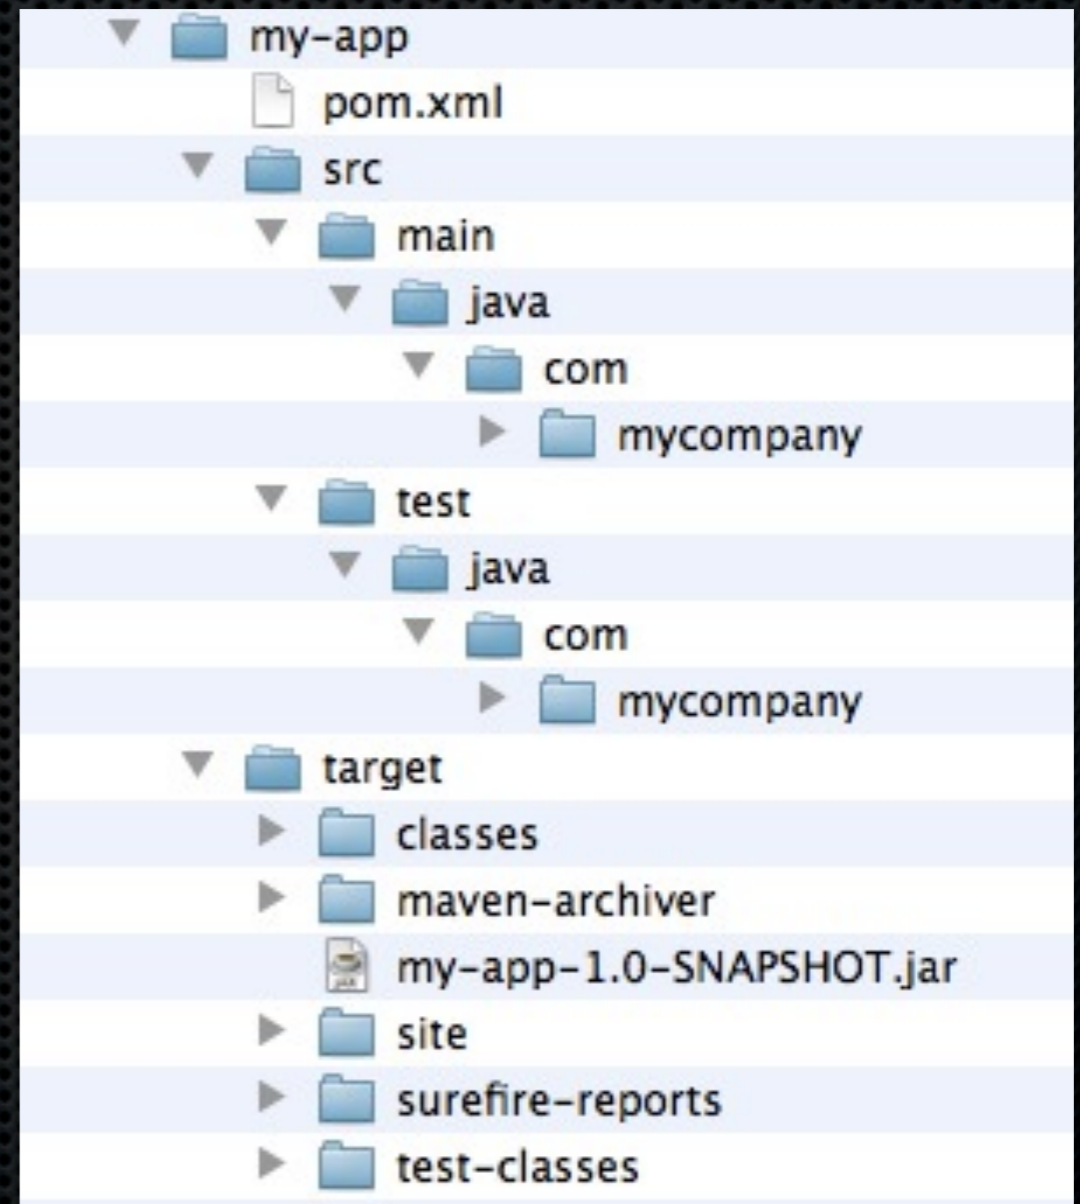 my-app
pom.xml
src
main
java
com
mycompany
test
java
com
mycompany
target
classes
maven-archiver
my-app-1.0-SNAPSHOT.jar
site
surefire-reports
test-classes